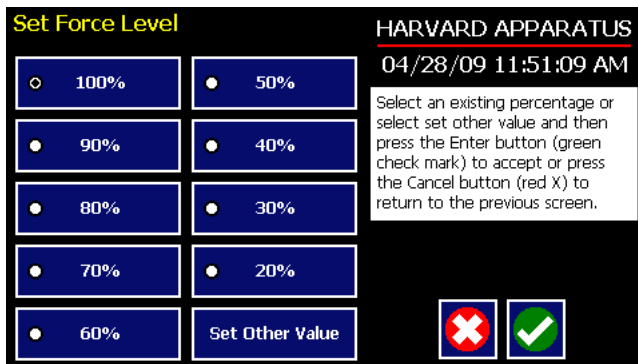 Set Force Level
HARVARD APPARATUS
04/28/09 11:51:09 AM
100%
50%
90%
40%
80%
30%
70%
20%
60%
Set Other Value
Select an existing percentage or
select set other value and then
press the Enter button (green
check mark) to accept or press
the Cancel button (red X) to
return to the previous screen.